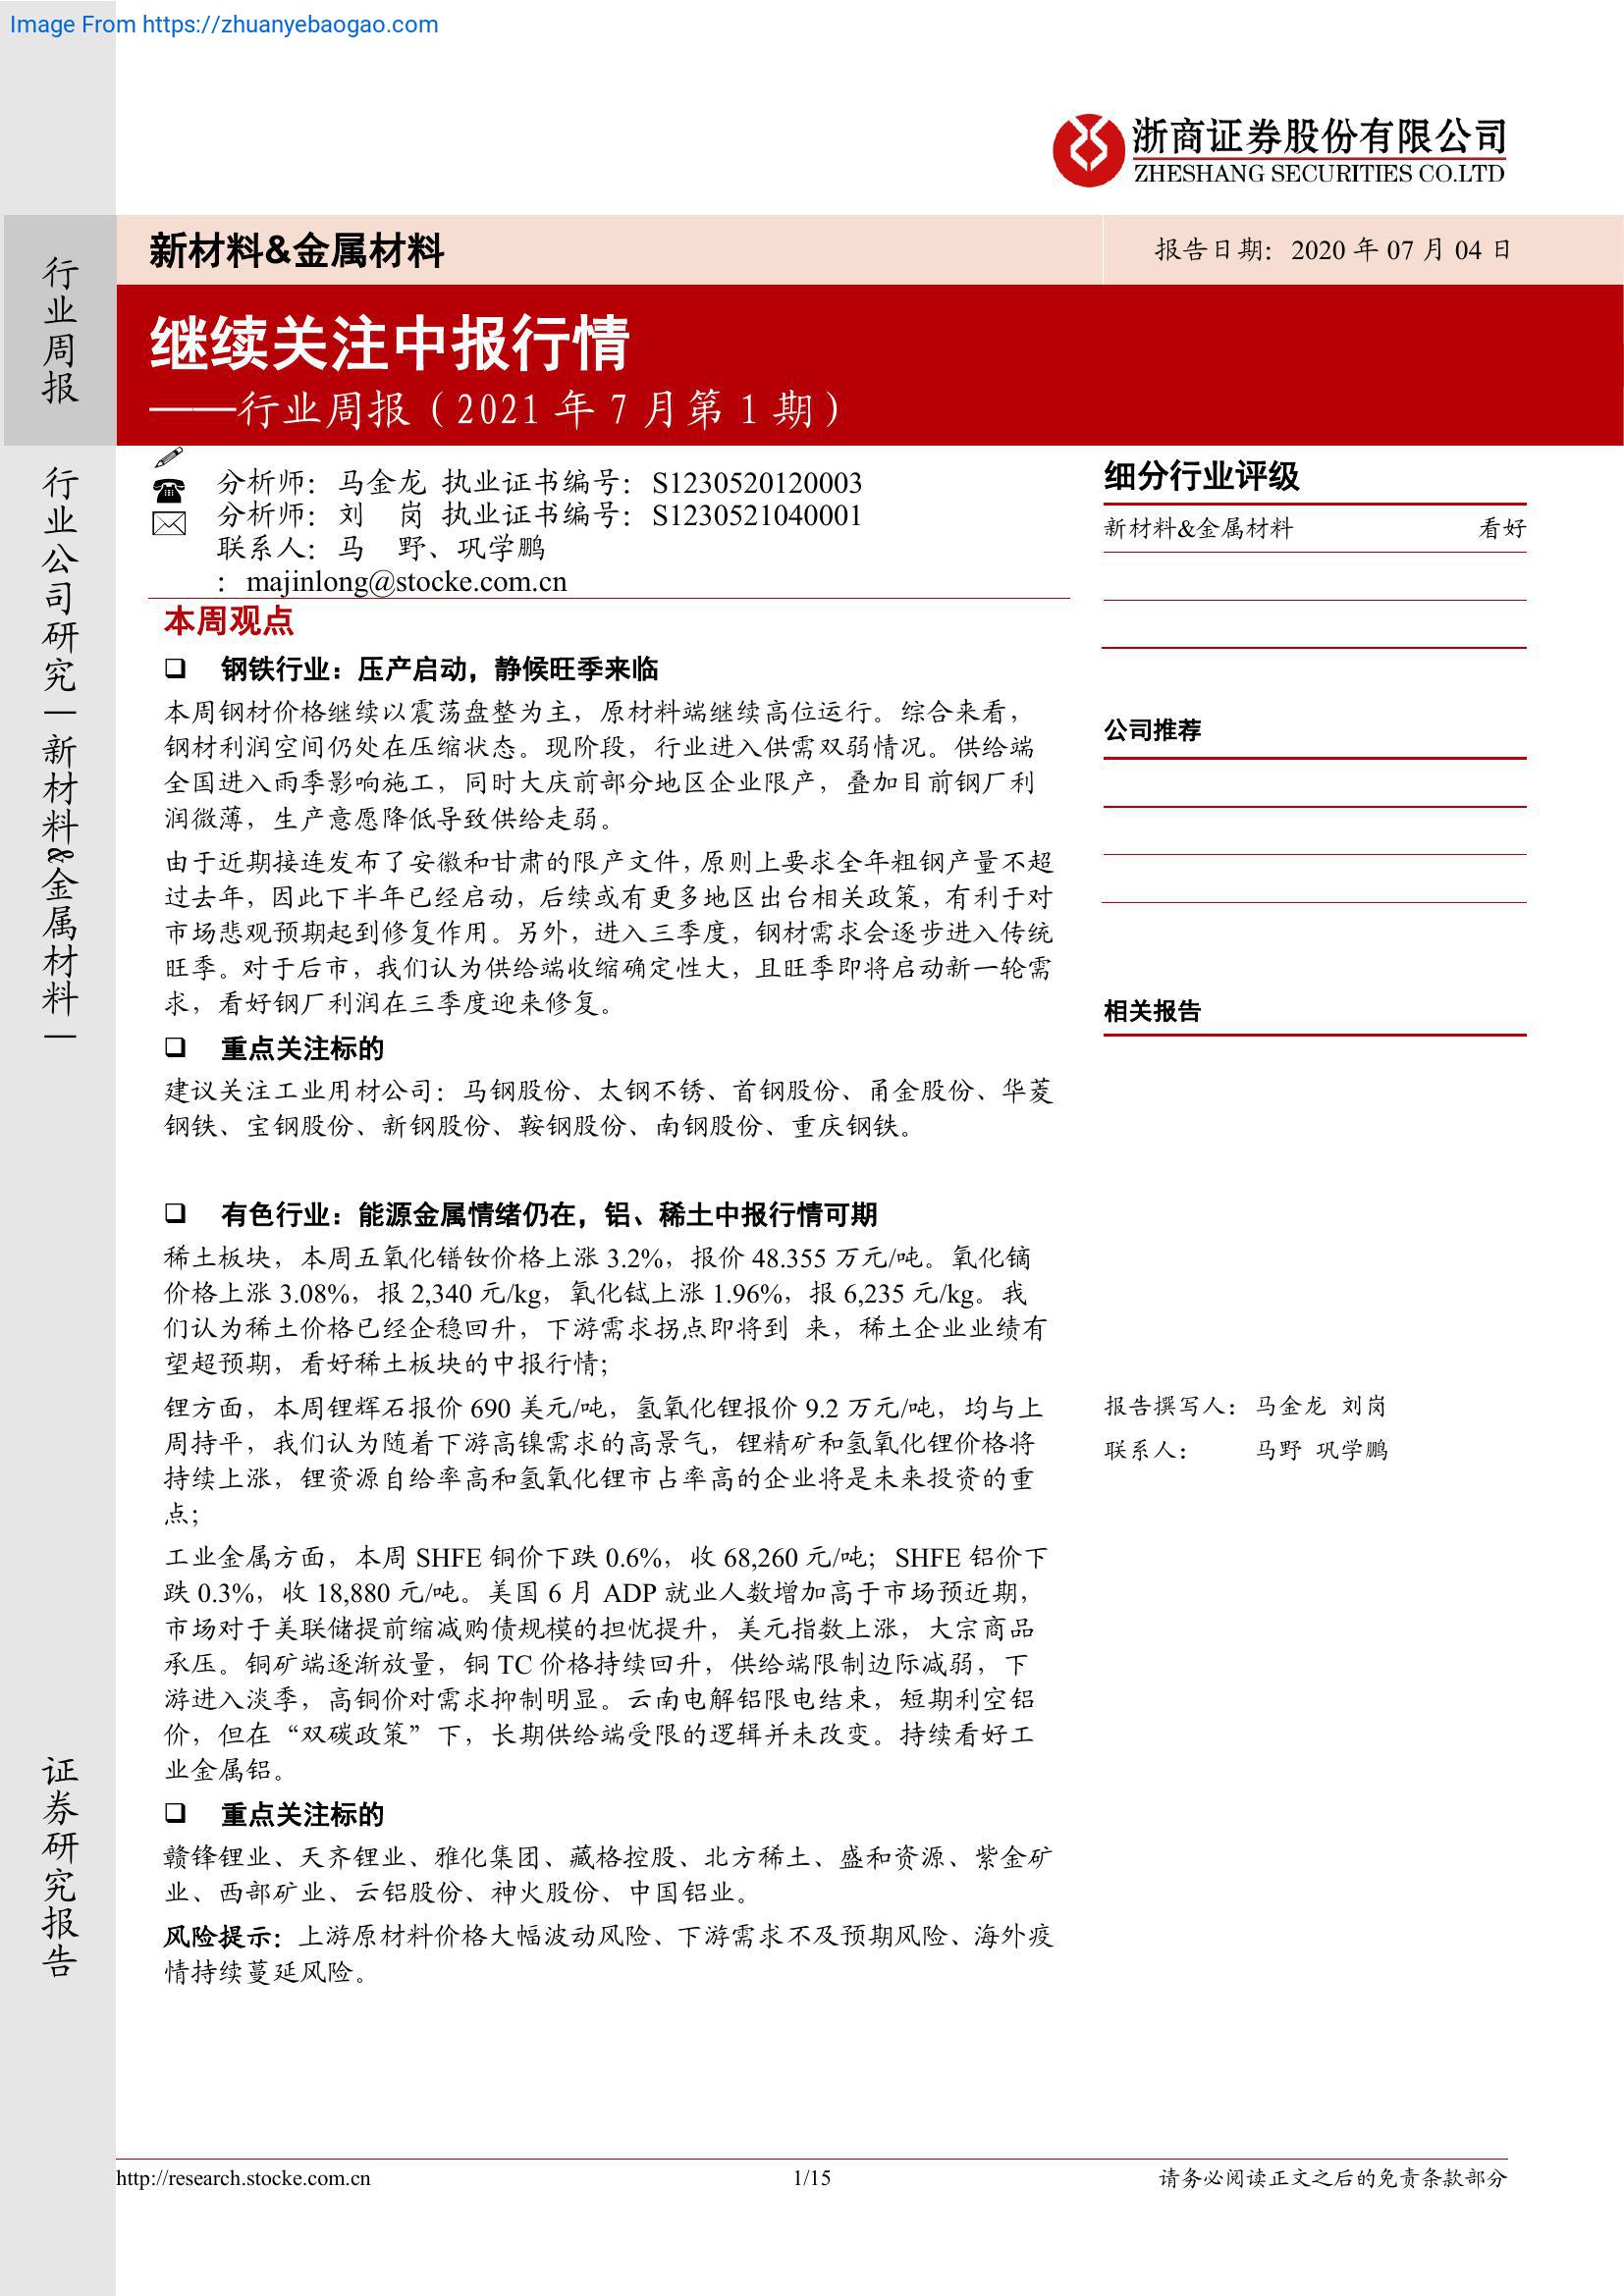 Image From https://zhuanyebaogao.com
浙商证券股份有限公司
ZHESHANG SECURITIES CO.LTD
行业周报
行业公司研究|新材料&金属材料|
证券研究报告
新材料&金属材料
报告日期：2020 年 07 月 04 日
继续关注中报行情
——行业周报（2021 年 7 月第 1 期）
分析师：马金龙 执业证书编号：S1230520120003
分析师：刘 岗 执业证书编号：S1230521040001
联系人：马 野、巩学鹏
：majinlong@stocke.com.cn
本周观点
钢铁行业：压产启动，静候旺季来临
本周钢材价格继续以震荡盘整为主，原材料端继续高位运行。综合来看，
钢材利润空间仍处在压缩状态。现阶段，行业进入供需双弱情况。供给端
全国进入雨季影响施工，同时大庆前部分地区企业限产，叠加目前钢厂利
润微薄，生产意愿降低导致供给走弱。
由于近期接连发布了安徽和甘肃的限产文件，原则上要求全年粗钢产量不超
过去年，因此下半年已经启动，后续或有更多地区出台相关政策，有利于对
市场悲观预期起到修复作用。另外，进入三季度，钢材需求会逐步进入传统
旺季。对于后市，我们认为供给端收缩确定性大，且旺季即将启动新一轮需
求，看好钢厂利润在三季度迎来修复。
重点关注标的
建议关注工业用材公司：马钢股份、太钢不锈、首钢股份、甬金股份、华菱
钢铁、宝钢股份、新钢股份、鞍钢股份、南钢股份、重庆钢铁。
有色行业：能源金属情绪仍在，铝、稀土中报行情可期
稀土板块，本周五氧化镨钕价格上涨 3.2%，报价 48.355 万元/吨。氧化镝
价格上涨 3.08%，报 2,340 元/kg，氧化铽上涨 1.96%，报 6,235 元/kg。我
们认为稀土价格已经企稳回升，下游需求拐点即将到 来，稀土企业业绩有
望超预期，看好稀土板块的中报行情；
锂方面，本周锂辉石报价 690 美元/吨，氢氧化锂报价 9.2 万元/吨，均与上
周持平，我们认为随着下游高镍需求的高景气，锂精矿和氢氧化锂价格将
持续上涨，锂资源自给率高和氢氧化锂市占率高的企业将是未来投资的重
点；
工业金属方面，本周 SHFE 铜价下跌 0.6%，收 68,260 元/吨；SHFE 铝价下
跌 0.3%，收 18,880 元/吨。美国 6 月 ADP 就业人数增加高于市场预近期，
市场对于美联储提前缩减购债规模的担忧提升，美元指数上涨，大宗商品
承压。铜矿端逐渐放量，铜 TC 价格持续回升，供给端限制边际减弱，下
游进入淡季，高铜价对需求抑制明显。云南电解铝限电结束，短期利空铝
价，但在“双碳政策”下，长期供给端受限的逻辑并未改变。持续看好工
业金属铝。
重点关注标的
赣锋锂业、天齐锂业、雅化集团、藏格控股、北方稀土、盛和资源、紫金矿
业、西部矿业、云铝股份、神火股份、中国铝业。
风险提示：上游原材料价格大幅波动风险、下游需求不及预期风险、海外疫
情持续蔓延风险。
细分行业评级
新材料&金属材料 看好
公司推荐
相关报告
报告撰写人：马金龙 刘岗
联系人： 马野 巩学鹏
http://research.stocke.com.cn
1/15
请务必阅读正文之后的免责条款部分